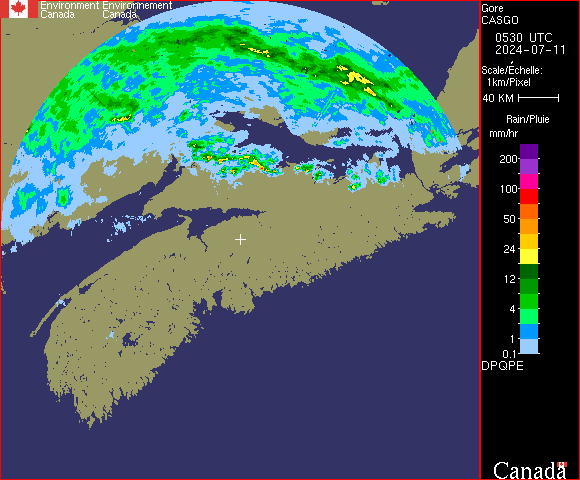 Environment Environnement
Canada Canada
Gore
CASGO
0530 UTC
2024-07-11
Scale/Échelle:
1km/Pixel
40 KM
Rain/Pluie
mm/hr
200
100
50
24
12
4
1
0.1
DPQPE
Canada